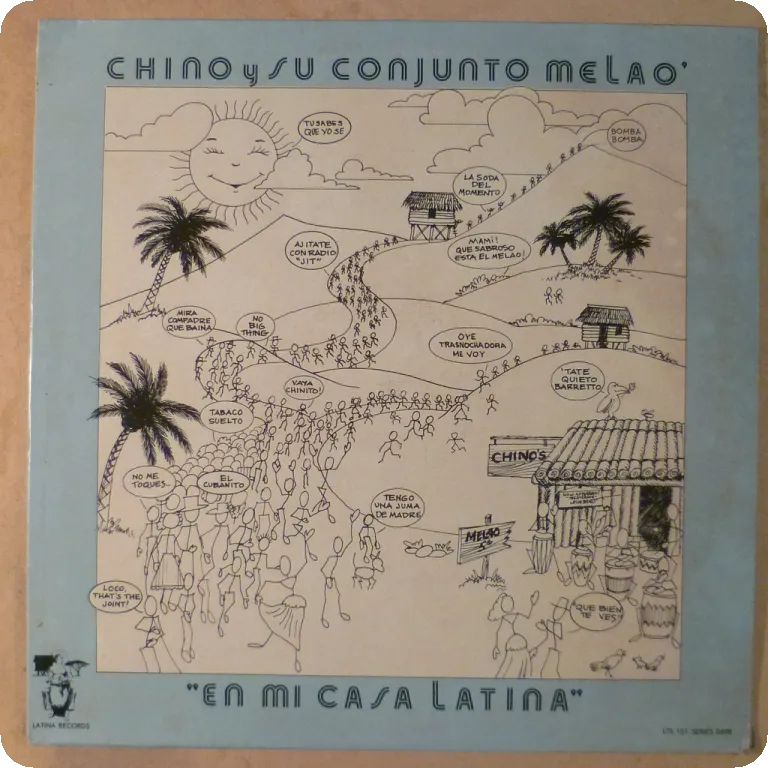 CHINO y SU CONJUNTO MELAO'
TU SABES
QUE YO SE
BOMBA
BOMBA
LA SODA
DEL
MOMENTO
AJITATE
CON RADIO
"JIT"
MAMI!
QUE SABROSO
ESTA EL MELAO!
MIRA
COMPADRE
QUE BAINA
NO
BIG
THING
OYE
TRASNOCHADORA
ME VOY
'TATE
QUIETO
BARRETTO
VAYA
CHINITO!
TABACO
SUELTO
CHINO'S
NO ME
TOQUES..
EL
CUBANITO
TENGO
UNA JUMA
DE MADRE
MELAO
5¢
LOCO,
THAT'S THE
JOINT!
"QUE BIEN
TE VES"
"EN MI CASA LATINA"
LATINA RECORDS